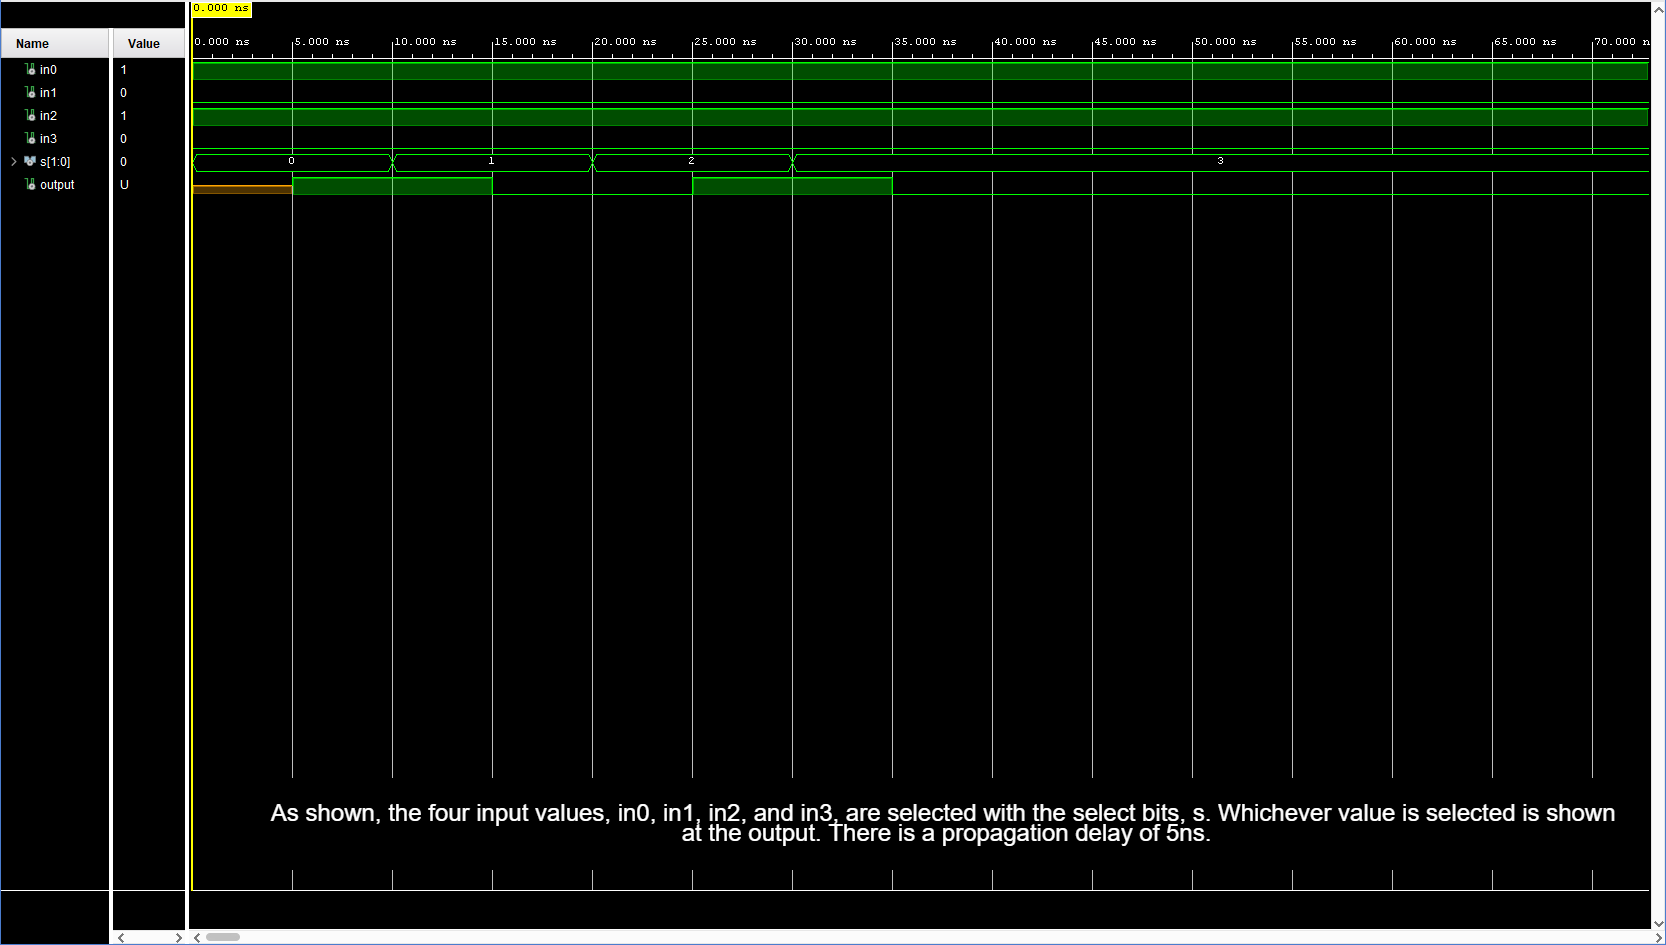 0.000 ns
Name Value
0.000 ns 5.000 ns 10.000 ns 15.000 ns 20.000 ns 25.000 ns 30.000 ns 35.000 ns 40.000 ns 45.000 ns 50.000 ns 55.000 ns 60.000 ns 65.000 ns 70.000 n
in0 1
in1 0
in2 1
in3 0
s[1:0] 0 0 1 2 3
output U
As shown, the four input values, in0, in1, in2, and in3, are selected with the select bits, s. Whichever value is selected is shown
at the output. There is a propagation delay of 5ns.